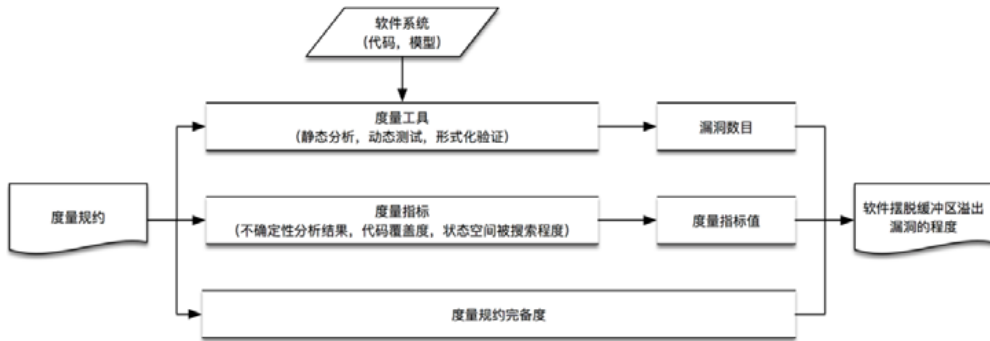 软件系统
（代码，模型）
度量工具
（静态分析，动态测试，形式化验证）
漏洞数目
度量规约
度量指标
（不确定性分析结果，代码覆盖度，状态空间被搜索程度）
度量指标值
软件摆脱缓冲区溢出
漏洞的程度
度量规约完备度